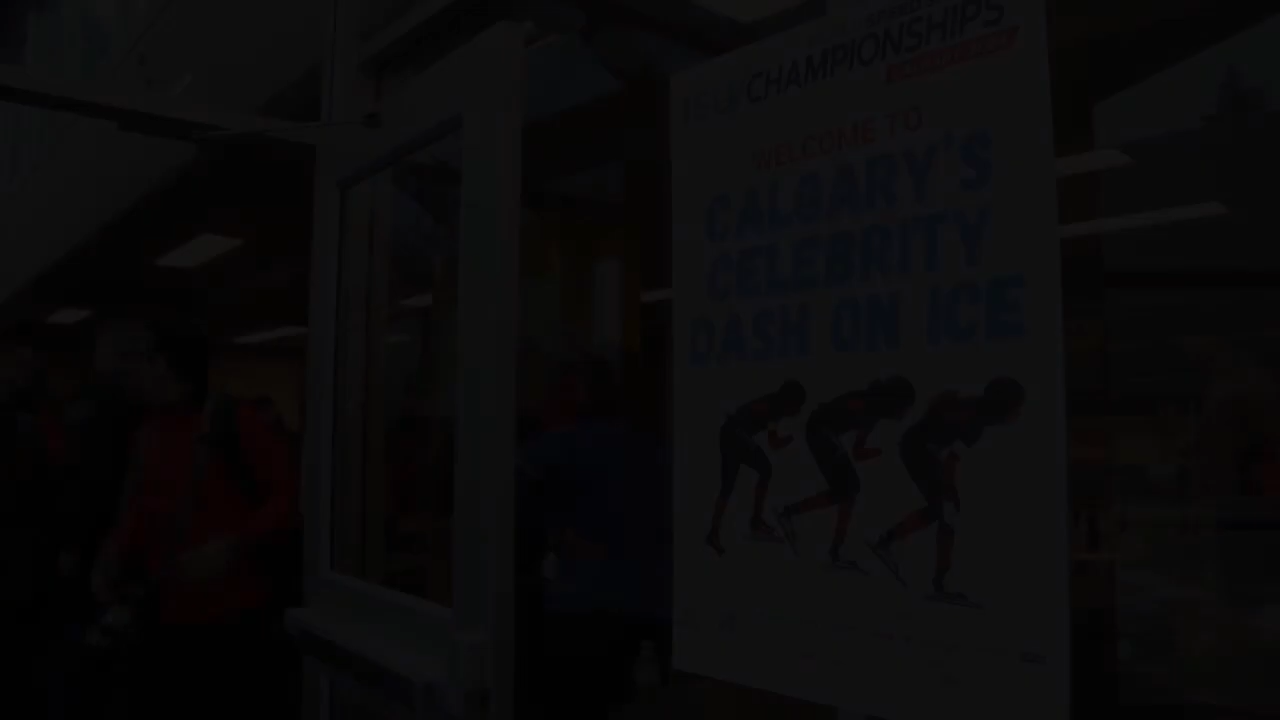 CHAMPIONSHIPS
WELCOME TO
CALGARY'S
CELEBRITY
DASH ON ICE